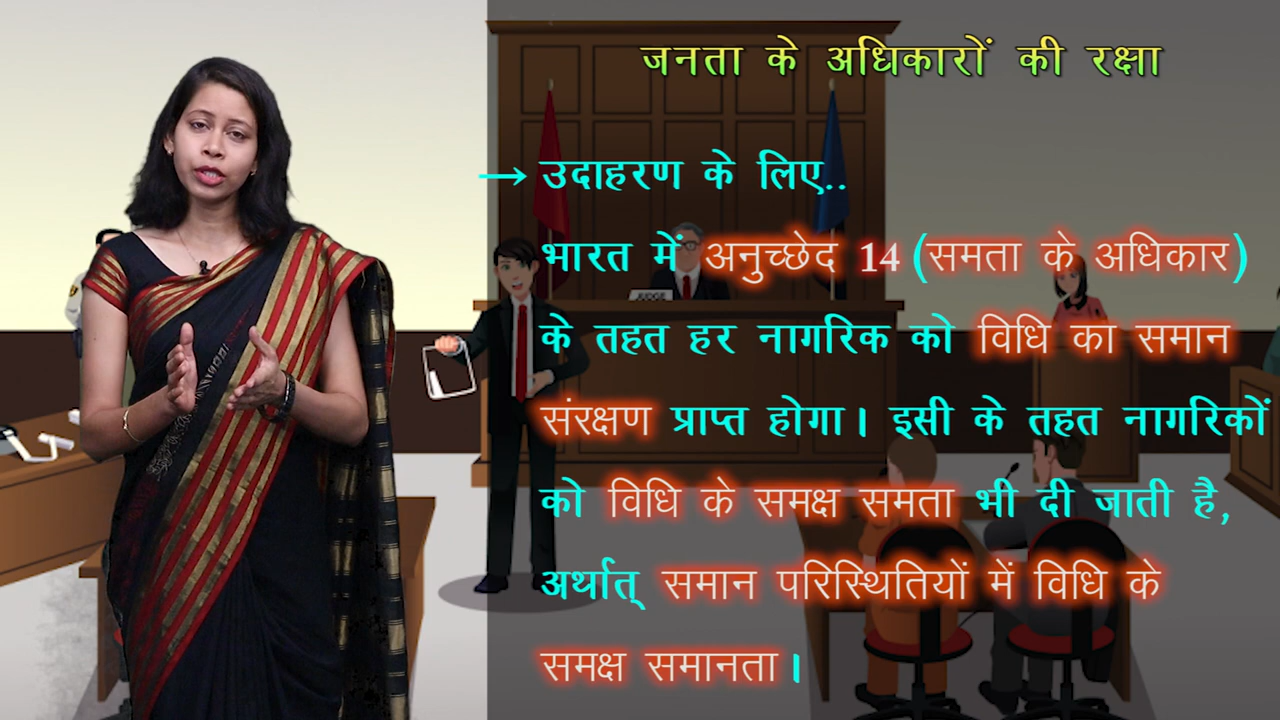 जनता के अधिकारों की रक्षा
→ उदाहरण के लिए..
भारत में अनुच्छेद 14 (समता के अधिकार)
के तहत हर नागरिक को विधि का समान
संरक्षण प्राप्त होगा। इसी के तहत नागरिकों
को विधि के समक्ष समता भी दी जाती है,
अर्थात् समान परिस्थितियों में विधि के
समक्ष समानता।
JUDGE